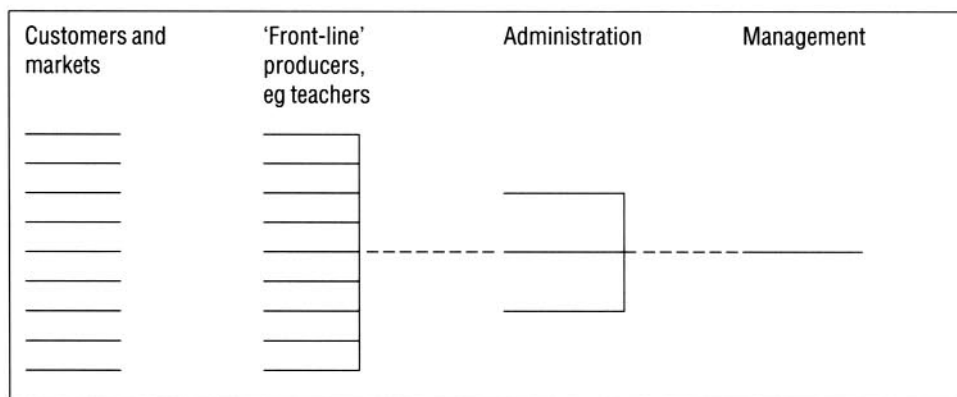 Customers and
markets
‘Front-line’
producers,
eg teachers
Administration
Management